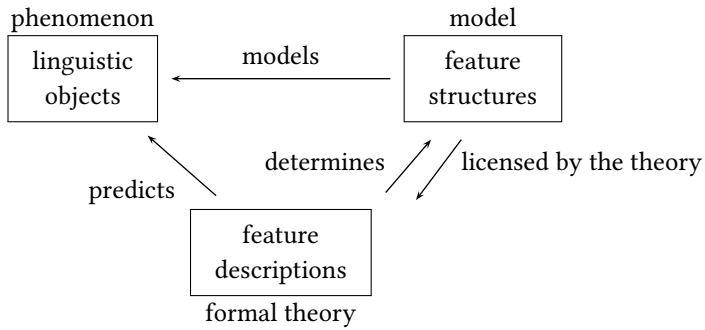 phenomenon
model
linguistic
objects
models
feature
structures
predicts
determines
licensed by the theory
feature
descriptions
formal theory